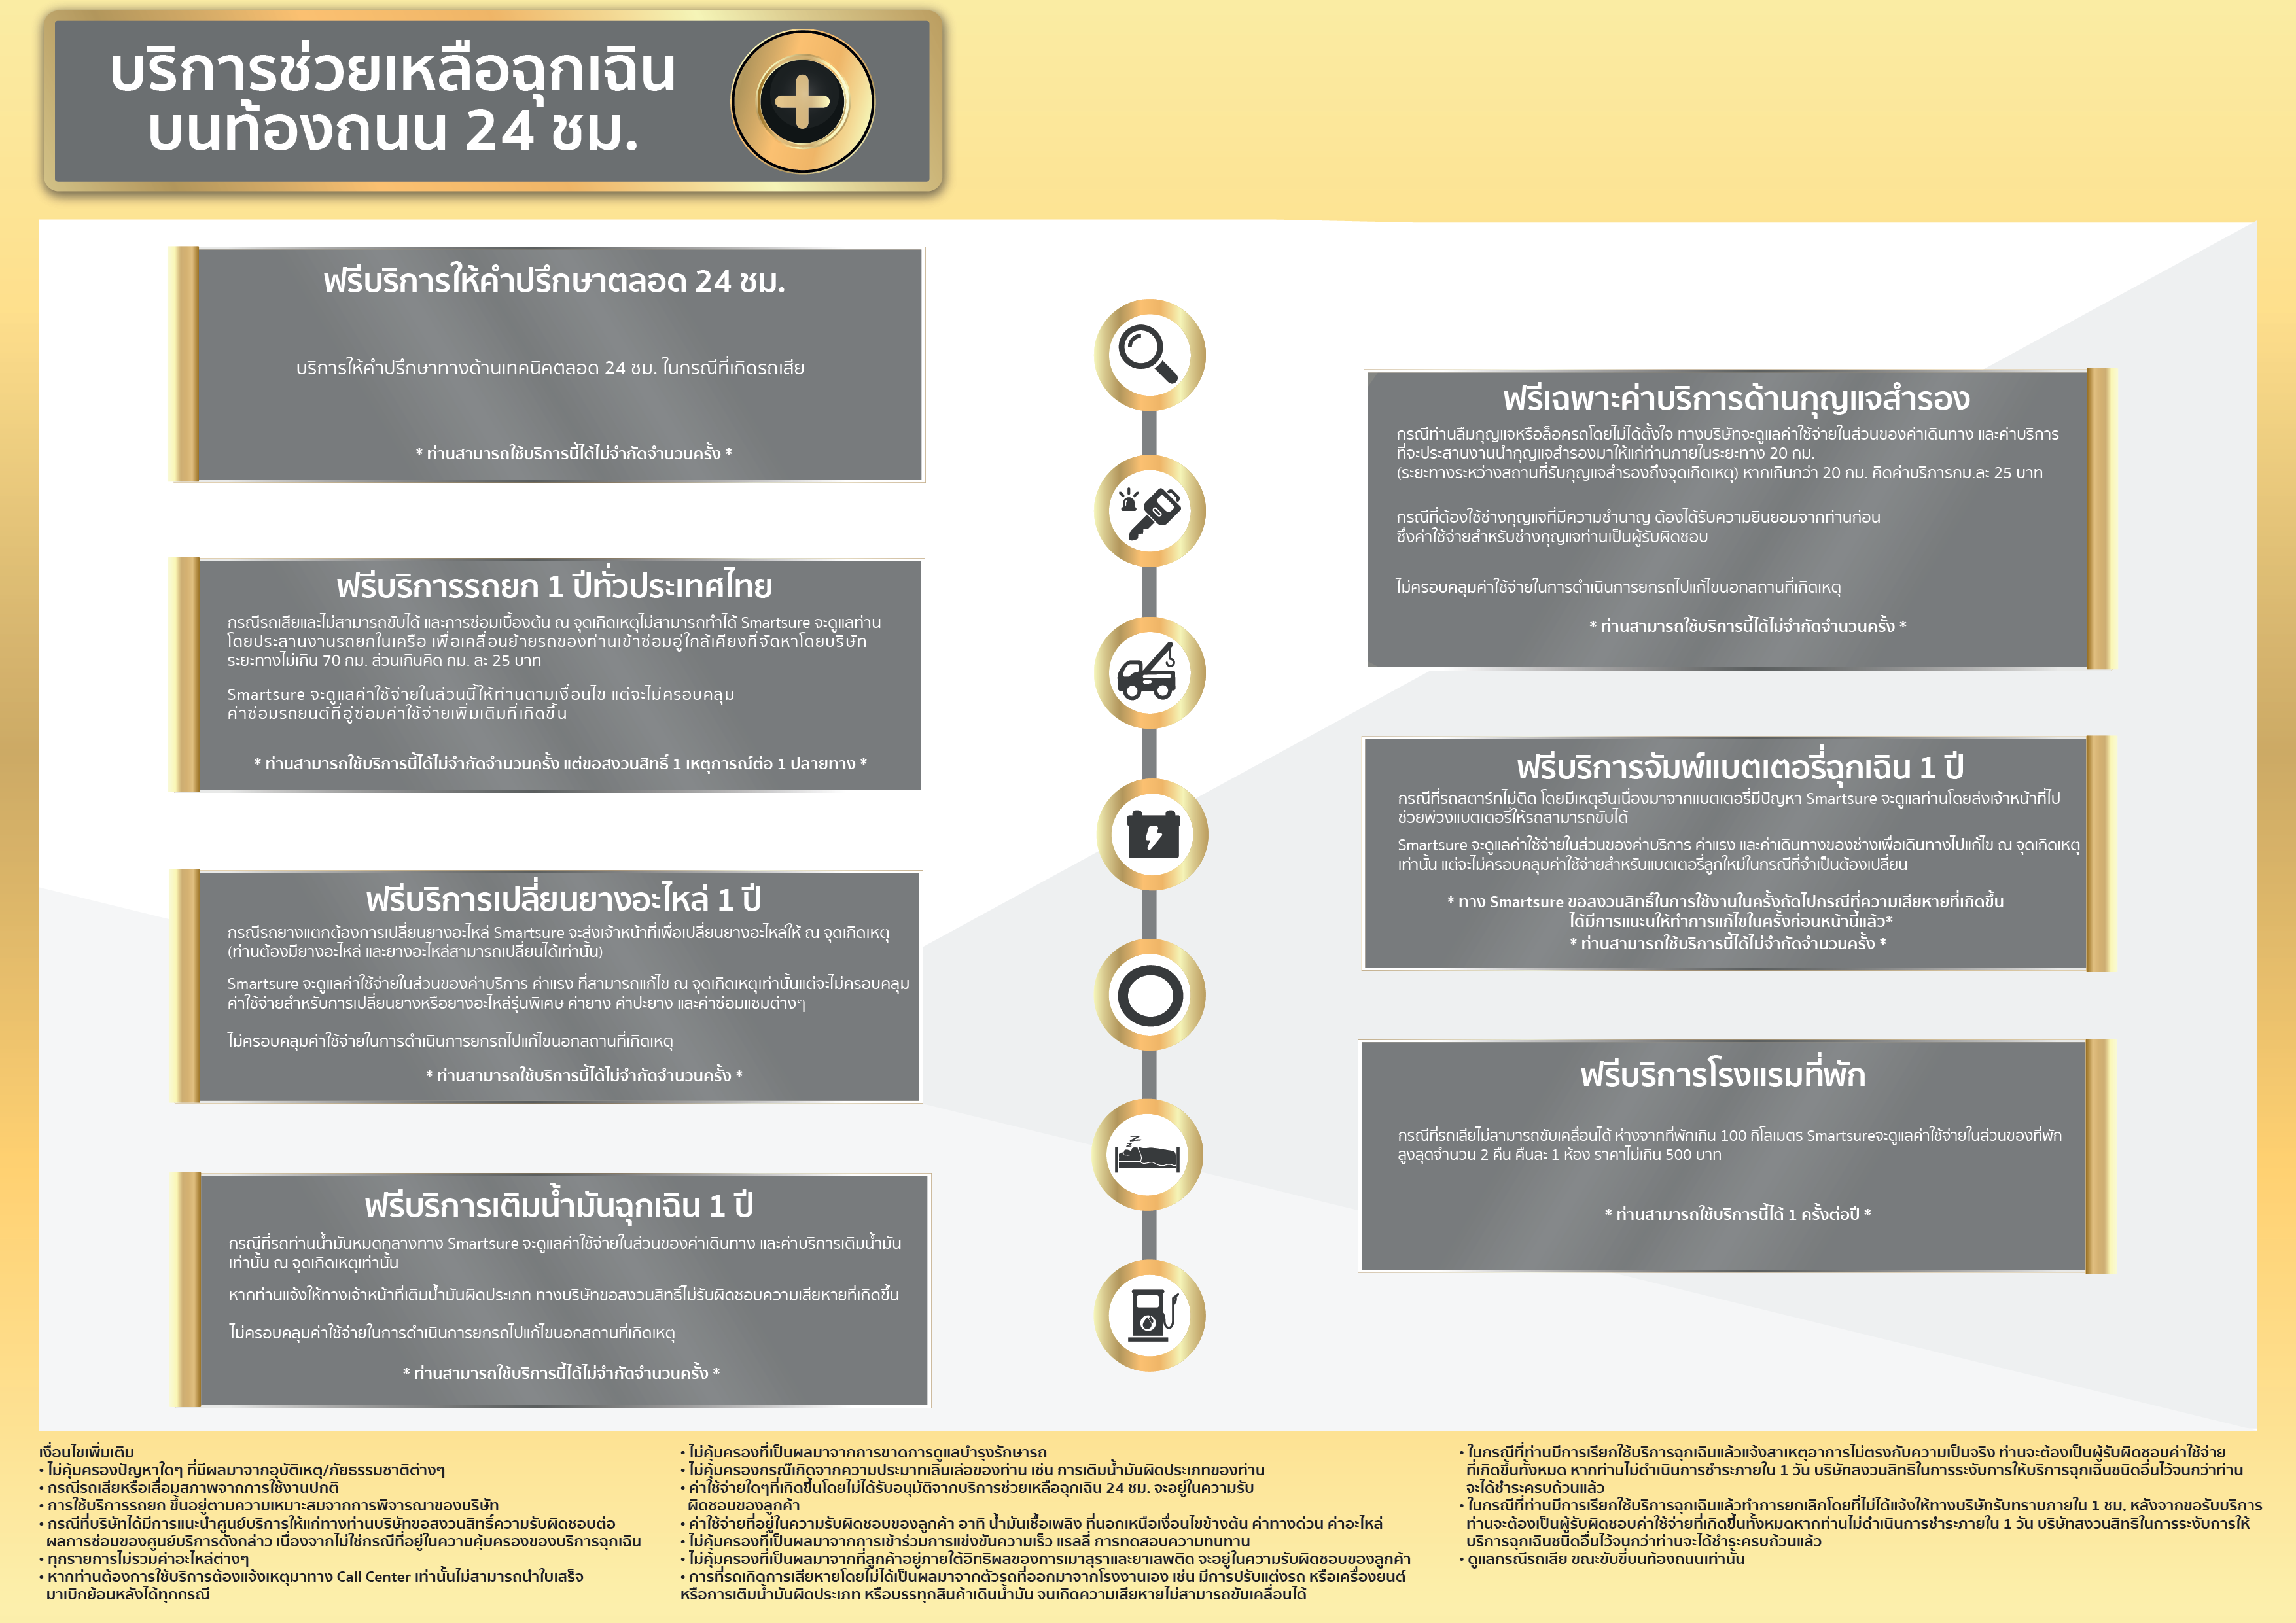 บริการช่วยเหลือฉุกเฉิน
บนท้องถนน 24 ชม.
ฟรีบริการให้คำปรึกษาตลอด 24 ชม.
บริการให้คำปรึกษาทางด้านเทคนิคตลอด 24 ชม. ในกรณีที่เกิดรถเสีย
* ท่านสามารถใช้บริการนี้ได้ไม่จำกัดจำนวนครั้ง *
ฟรีเฉพาะค่าบริการด้านกุญแจสำรอง
กรณีท่านลืมกุญแจหรือล็อครถโดยไม่ได้ตั้งใจ ทางบริษัทจะดูแลค่าใช้จ่ายในส่วนของค่าเดินทาง และค่าบริการ
ที่จะประสานงานนำกุญแจสำรองมาให้แก่ท่านภายในระยะทาง 20 กม.
(ระยะทางระหว่างสถานที่รับกุญแจสำรองถึงจุดเกิดเหตุ) หากเกินกว่า 20 กม. คิดค่าบริการกม.ละ 25 บาท
กรณีที่ต้องใช้ช่างกุญแจที่มีความชำนาญ ต้องได้รับความยินยอมจากท่านก่อน
ซึ่งค่าใช้จ่ายสำหรับช่างกุญแจท่านเป็นผู้รับผิดชอบ
ไม่ครอบคลุมค่าใช้จ่ายในการดำเนินการยกรถไปแก้ไขนอกสถานที่เกิดเหตุ
* ท่านสามารถใช้บริการนี้ได้ไม่จำกัดจำนวนครั้ง *
ฟรีบริการรถยก 1 ปีทั่วประเทศไทย
กรณีรถเสียและไม่สามารถขับได้ และการซ่อมเบื้องต้น ณ จุดเกิดเหตุไม่สามารถทำได้ Smartsure จะดูแลท่าน
โดยประสานงานรถยกในเครือ เพื่อเคลื่อนย้ายรถของท่านเข้าซ่อมอู่ใกล้เคียงที่จัดหาโดยบริษัท
ระยะทางไม่เกิน 70 กม. ส่วนเกินคิด กม. ละ 25 บาท
Smartsure จะดูแลค่าใช้จ่ายในส่วนนี้ให้ท่านตามเงื่อนไข แต่จะไม่ครอบคลุม
ค่าซ่อมรถยนต์ที่อู่ซ่อมค่าใช้จ่ายเพิ่มเติมที่เกิดขึ้น
* ท่านสามารถใช้บริการนี้ได้ไม่จำกัดจำนวนครั้ง แต่ขอสงวนสิทธิ์ 1 เหตุการณ์ต่อ 1 ปลายทาง *
ฟรีบริการจัมพ์แบตเตอรี่ฉุกเฉิน 1 ปี
กรณีที่รถสตาร์ทไม่ติด โดยมีเหตุอันเนื่องมาจากแบตเตอรี่มีปัญหา Smartsure จะดูแลท่านโดยส่งเจ้าหน้าที่ไป
ช่วยพ่วงแบตเตอรี่ให้รถสามารถขับได้
Smartsure จะดูแลค่าใช้จ่ายในส่วนของค่าบริการ ค่าแรง และค่าเดินทางของช่างเพื่อเดินทางไปแก้ไข ณ จุดเกิดเหตุ
เท่านั้น แต่จะไม่ครอบคลุมค่าใช้จ่ายสำหรับแบตเตอรี่ลูกใหม่ในกรณีที่จำเป็นต้องเปลี่ยน
* ทาง Smartsure ขอสงวนสิทธิ์ในการใช้งานในครั้งถัดไปกรณีที่ความเสียหายที่เกิดขึ้น
ได้มีการแนะนให้ทำการแก้ไขในครั้งก่อนหน้านี้แล้ว*
* ท่านสามารถใช้บริการนี้ได้ไม่จำกัดจำนวนครั้ง *
ฟรีบริการเปลี่ยนยางอะไหล่ 1 ปี
กรณีรถยางแตกต้องการเปลี่ยนยางอะไหล่ Smartsure จะส่งเจ้าหน้าที่เพื่อเปลี่ยนยางอะไหล่ให้ ณ จุดเกิดเหตุ
(ท่านต้องมียางอะไหล่ และยางอะไหล่สามารถเปลี่ยนได้เท่านั้น)
Smartsure จะดูแลค่าใช้จ่ายในส่วนของค่าบริการ ค่าแรง ที่สามารถแก้ไข ณ จุดเกิดเหตุเท่านั้นแต่จะไม่ครอบคลุม
ค่าใช้จ่ายสำหรับการเปลี่ยนยางหรือยางอะไหล่รุ่นพิเศษ ค่ายาง ค่าปะยาง และค่าซ่อมแซมต่างๆ
ไม่ครอบคลุมค่าใช้จ่ายในการดำเนินการยกรถไปแก้ไขนอกสถานที่เกิดเหตุ
* ท่านสามารถใช้บริการนี้ได้ไม่จำกัดจำนวนครั้ง *
ฟรีบริการโรงแรมที่พัก
กรณีที่รถเสียไม่สามารถขับเคลื่อนได้ ห่างจากที่พักเกิน 100 กิโลเมตร Smartsureจะดูแลค่าใช้จ่ายในส่วนของที่พัก
สูงสุดจำนวน 2 คืน คืนละ 1 ห้อง ราคาไม่เกิน 500 บาท
* ท่านสามารถใช้บริการนี้ได้ 1 ครั้งต่อปี *
ฟรีบริการเติมน้ำมันฉุกเฉิน 1 ปี
กรณีที่รถท่านน้ำมันหมดกลางทาง Smartsure จะดูแลค่าใช้จ่ายในส่วนของค่าเดินทาง และค่าบริการเติมน้ำมัน
เท่านั้น ณ จุดเกิดเหตุเท่านั้น
หากท่านแจ้งให้ทางเจ้าหน้าที่เติมน้ำมันผิดประเภท ทางบริษัทขอสงวนสิทธิ์ไม่รับผิดชอบความเสียหายที่เกิดขึ้น
ไม่ครอบคลุมค่าใช้จ่ายในการดำเนินการยกรถไปแก้ไขนอกสถานที่เกิดเหตุ
* ท่านสามารถใช้บริการนี้ได้ไม่จำกัดจำนวนครั้ง *
เงื่อนไขเพิ่มเติม
• ไม่คุ้มครองปัญหาใดๆ ที่มีผลมาจากอุบัติเหตุ/ภัยธรรมชาติต่างๆ
• กรณีรถเสียหรือเสื่อมสภาพจากการใช้งานปกติ
• การใช้บริการรถยก ขึ้นอยู่ตามความเหมาะสมจากการพิจารณาของบริษัท
• กรณีที่บริษัทได้มีการแนะนำศูนย์บริการให้แก่ทางท่านบริษัทขอสงวนสิทธิ์ความรับผิดชอบต่อ
ผลการซ่อมของศูนย์บริการดังกล่าว เนื่องจากไม่ใช่กรณีที่อยู่ในความคุ้มครองของบริการฉุกเฉิน
• ทุกรายการไม่รวมค่าอะไหล่ต่างๆ
• หากท่านต้องการใช้บริการต้องแจ้งเหตุมาทาง Call Center เท่านั้นไม่สามารถนำใบเสร็จ
มาเบิกย้อนหลังได้ทุกกรณี
• ไม่คุ้มครองที่เป็นผลมาจากการขาดการดูแลบำรุงรักษารถ
• ไม่คุ้มครองกรณีเกิดจากความประมาทเลินเล่อของท่าน เช่น การเติมน้ำมันผิดประเภทของท่าน
• ค่าใช้จ่ายใดๆที่เกิดขึ้นโดยไม่ได้รับอนุมัติจากบริการช่วยเหลือฉุกเฉิน 24 ชม. จะอยู่ในความรับ
ผิดชอบของลูกค้า
• ค่าใช้จ่ายที่อยู่ในความรับผิดชอบของลูกค้า อาทิ น้ำมันเชื้อเพลิง ที่นอกเหนือเงื่อนไขข้างต้น ค่าทางด่วน ค่าอะไหล่
• ไม่คุ้มครองที่เป็นผลมาจากการเข้าร่วมการแข่งขันความเร็ว แรลลี่ การทดสอบความทนทาน
• ไม่คุ้มครองที่เป็นผลมาจากที่ลูกค้าอยู่ภายใต้อิทธิผลของการเมาสุราและยาเสพติด จะอยู่ในความรับผิดชอบของลูกค้า
• การที่รถเกิดการเสียหายโดยไม่ได้เป็นผลมาจากตัวรถที่ออกมาจากโรงงานเอง เช่น มีการปรับแต่งรถ หรือเครื่องยนต์
หรือการเติมน้ำมันผิดประเภท หรือบรรทุกสินค้าเดินน้ำมัน จนเกิดความเสียหายไม่สามารถขับเคลื่อนได้
• ในกรณีที่ท่านมีการเรียกใช้บริการฉุกเฉินแล้วแจ้งสาเหตุอาการไม่ตรงกับความเป็นจริง ท่านจะต้องเป็นผู้รับผิดชอบค่าใช้จ่าย
ที่เกิดขึ้นทั้งหมด หากท่านไม่ดำเนินการชำระภายใน 1 วัน บริษัทสงวนสิทธิในการระงับการให้บริการฉุกเฉินชนิดอื่นไว้จนกว่าท่าน
จะได้ชำระครบถ้วนแล้ว
• ในกรณีที่ท่านมีการเรียกใช้บริการฉุกเฉินแล้วทำการยกเลิกโดยที่ไม่ได้แจ้งให้ทางบริษัทรับทราบภายใน 1 ชม. หลังจากขอรับบริการ
ท่านจะต้องเป็นผู้รับผิดชอบค่าใช้จ่ายที่เกิดขึ้นทั้งหมดหากท่านไม่ดำเนินการชำระภายใน 1 วัน บริษัทสงวนสิทธิในการระงับการให้
บริการฉุกเฉินชนิดอื่นไว้จนกว่าท่านจะได้ชำระครบถ้วนแล้ว
• ดูแลกรณีรถเสีย ขณะขับขี่บนท้องถนนเท่านั้น